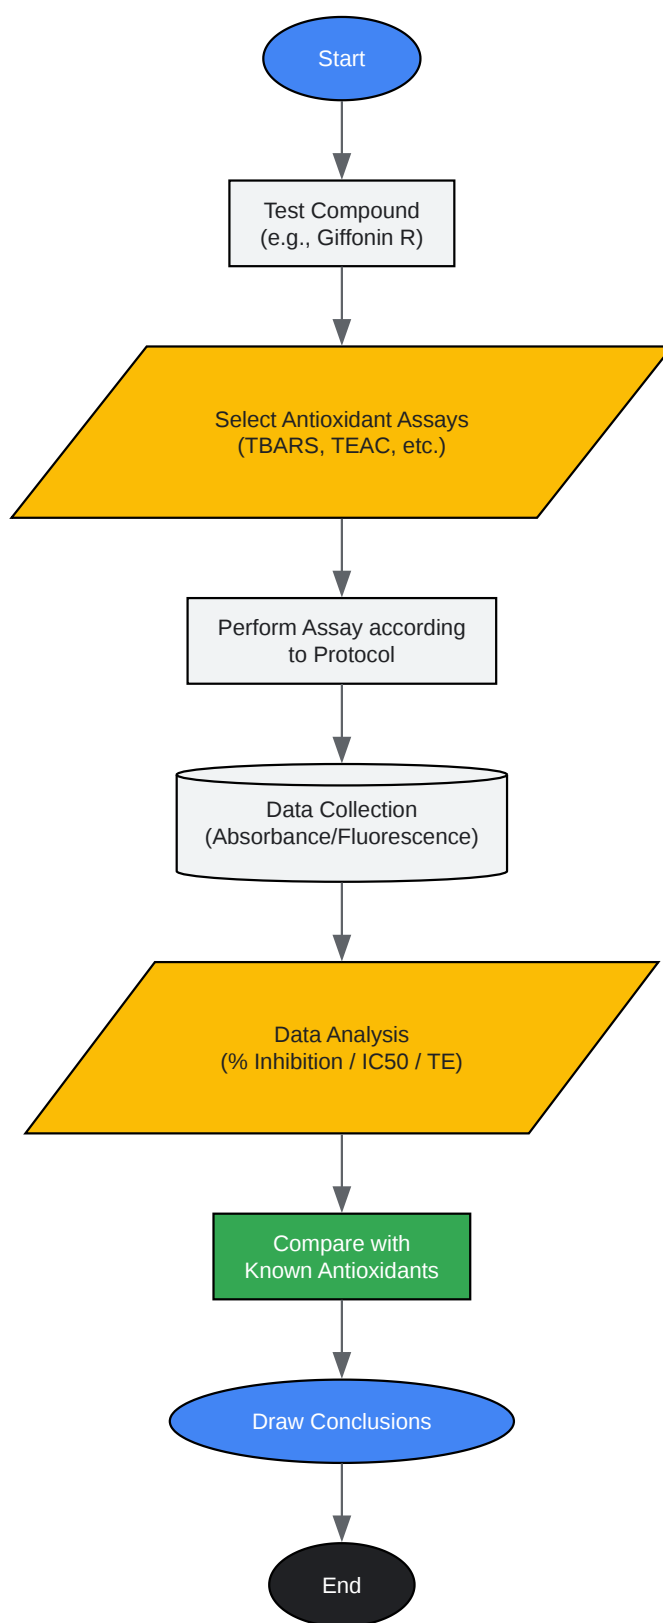 Start
Test Compound
(e.g., Giffonin R)
Select Antioxidant Assays
(TBARS, TEAC, etc.)
Perform Assay according
to Protocol
Data Collection
(Absorbance/Fluorescence)
Data Analysis
(% Inhibition / IC50 / TE)
Compare with
Known Antioxidants
Draw Conclusions
End